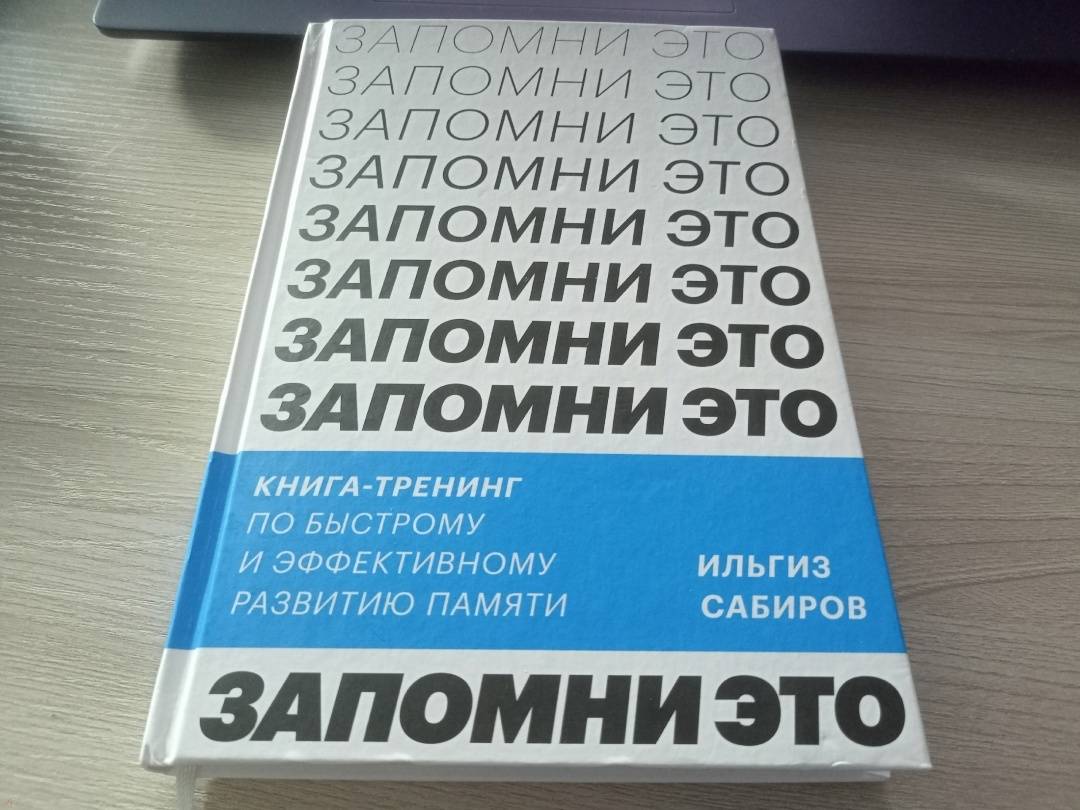 ЗАПОМНИ ЭТО
ЗАПОМНИ ЭТО
ЗАПОМНИ ЭТО
ЗАПОМНИ ЭТО
ЗАПОМНИ ЭТО
ЗАПОМНИ ЭТО
ЗАПОМНИ ЭТО
ЗАПОМНИ ЭТО
КНИГА-ТРЕНИНГ
ПО БЫСТРОМУ
И ЭФФЕКТИВНОМУ
РАЗВИТИЮ ПАМЯТИ
ИЛЬГИЗ
САБИРОВ
ЗАПОМНИ ЭТО